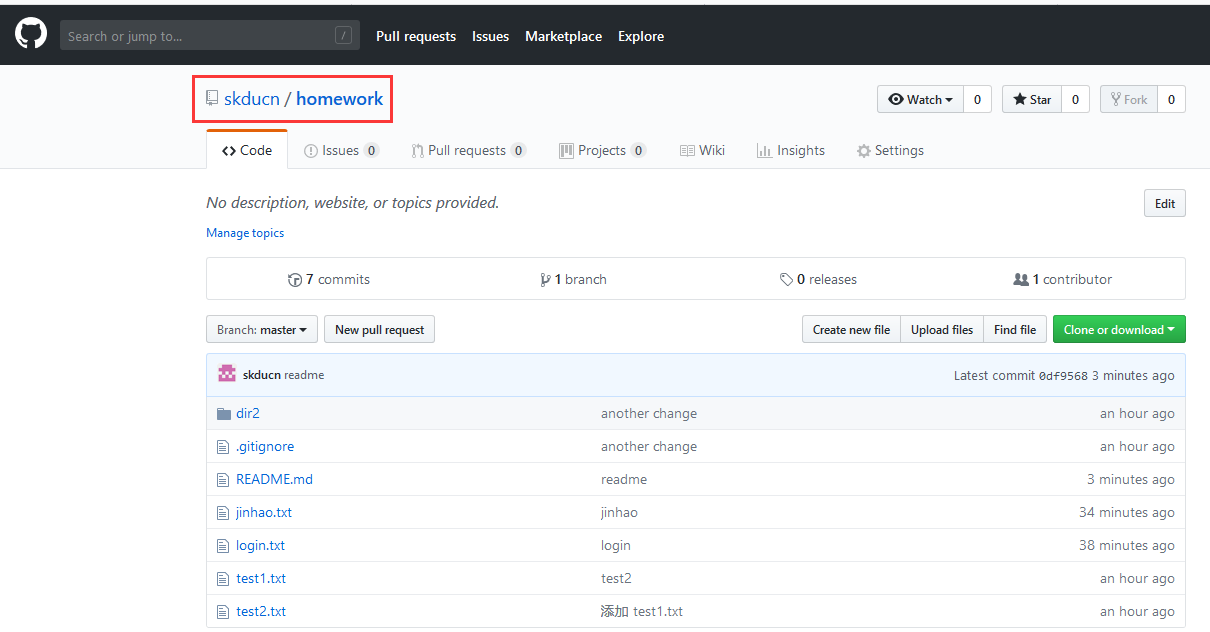 Search or jump to... / Pull requests Issues Marketplace Explore
skducn / homework Watch 0 Star 0 Fork 0
Code Issues 0 Pull requests 0 Projects 0 Wiki Insights Settings
No description, website, or topics provided. Edit
Manage topics
7 commits 1 branch 0 releases 1 contributor
Branch: master New pull request Create new file Upload files Find file Clone or download
skducn readme Latest commit 0df9568 3 minutes ago
dir2 another change an hour ago
.gitignore another change an hour ago
README.md readme 3 minutes ago
jinhao.txt jinhao 34 minutes ago
login.txt login 38 minutes ago
test1.txt test2 an hour ago
test2.txt 添加 test1.txt an hour ago